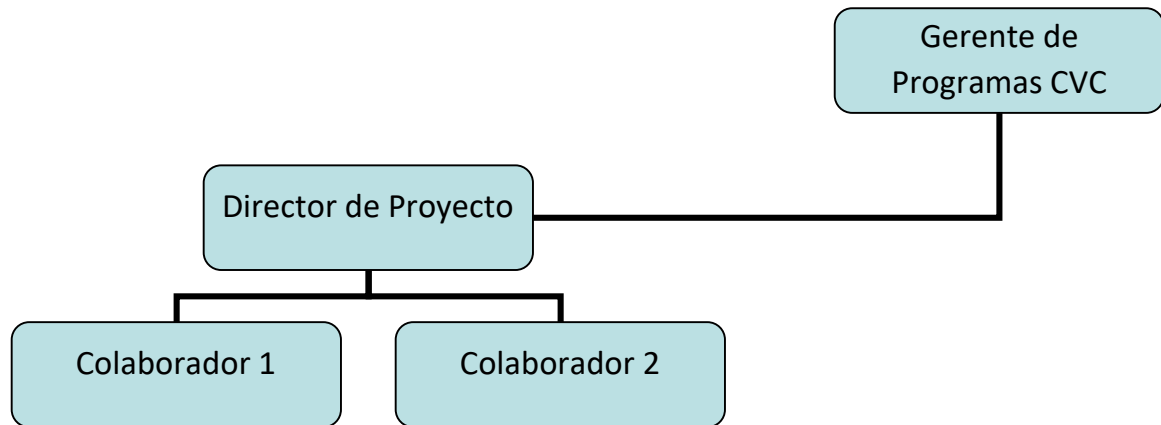 Gerente de
Programas CVC
Director de Proyecto
Colaborador 1
Colaborador 2